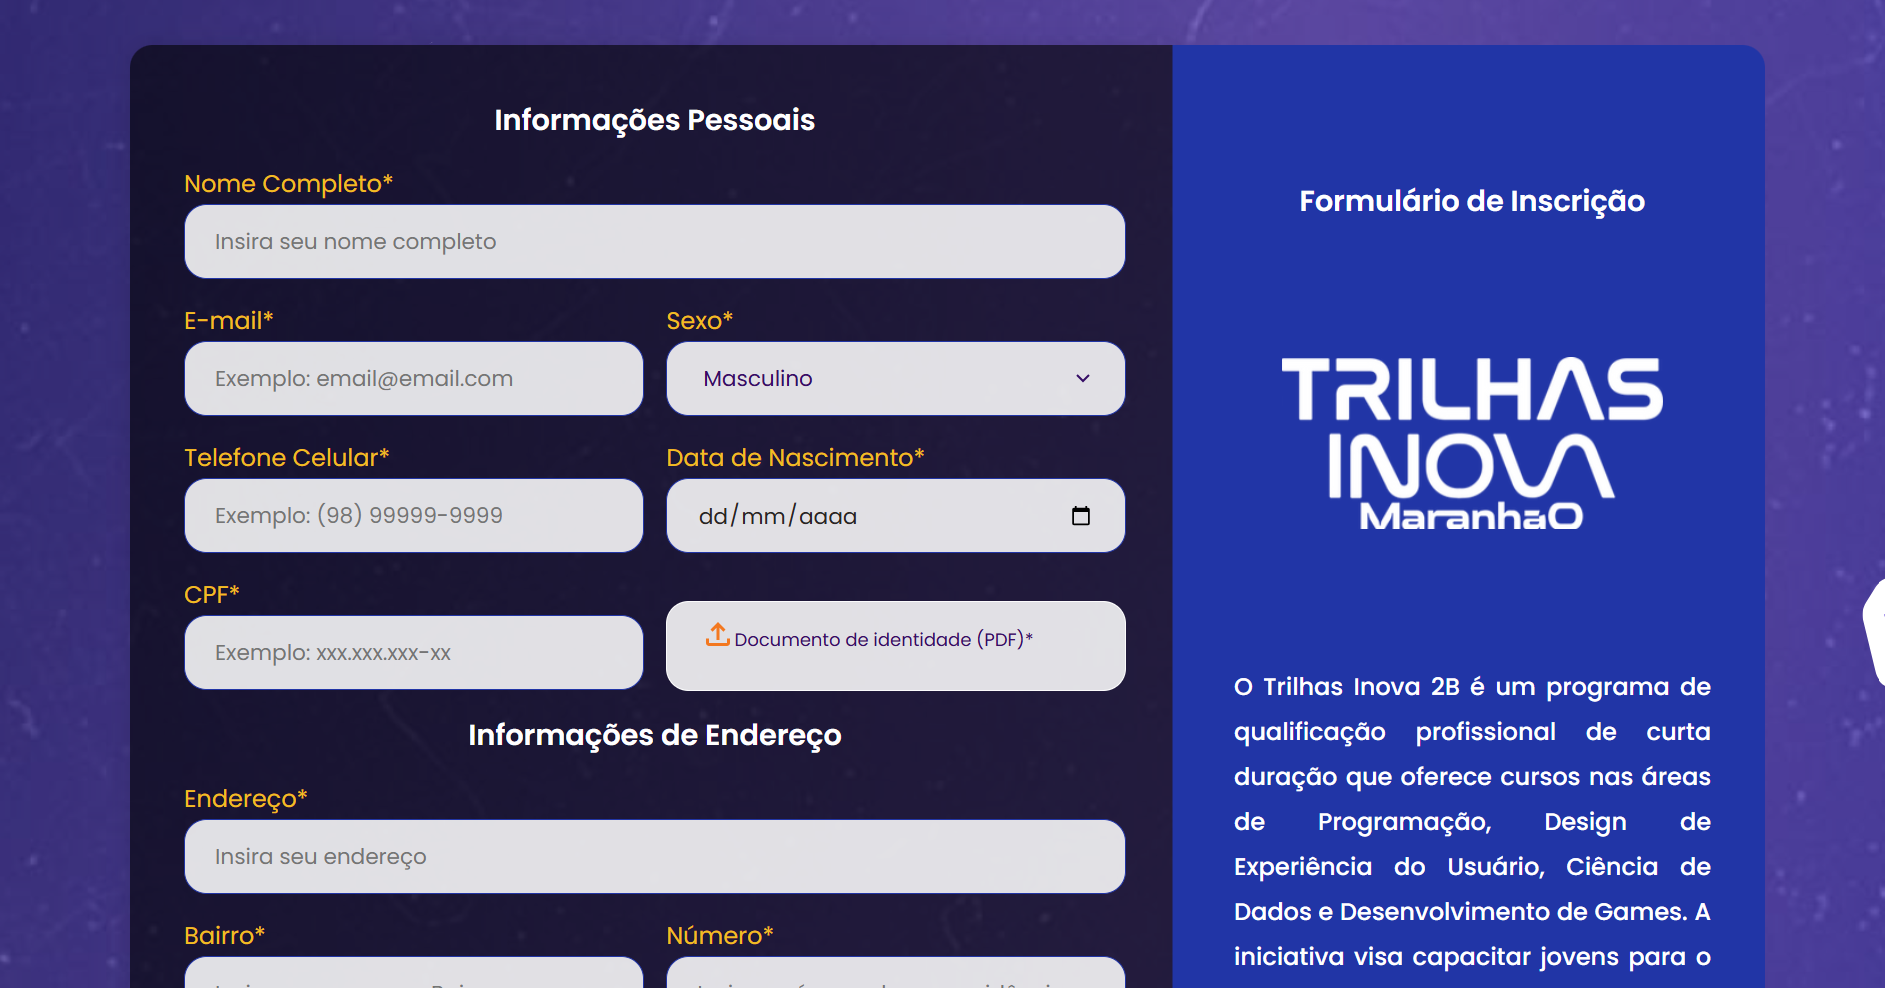 Informações Pessoais
Nome Completo*
Insira seu nome completo
E-mail*
Exemplo: email@email.com
Sexo*
Masculino
Telefone Celular*
Exemplo: (98) 99999-9999
Data de Nascimento*
dd/mm/aaaa
CPF*
Exemplo: xxx.xxx.xxx-xx
Documento de identidade (PDF)*
Informações de Endereço
Endereço*
Insira seu endereço
Bairro*
Número*
Formulário de Inscrição
TRILHAS
INOVA
Maranhão
O Trilhas Inova 2B é um programa de
qualificação profissional de curta
duração que oferece cursos nas áreas
de Programação, Design de
Experiência do Usuário, Ciência de
Dados e Desenvolvimento de Games. A
iniciativa visa capacitar jovens para o